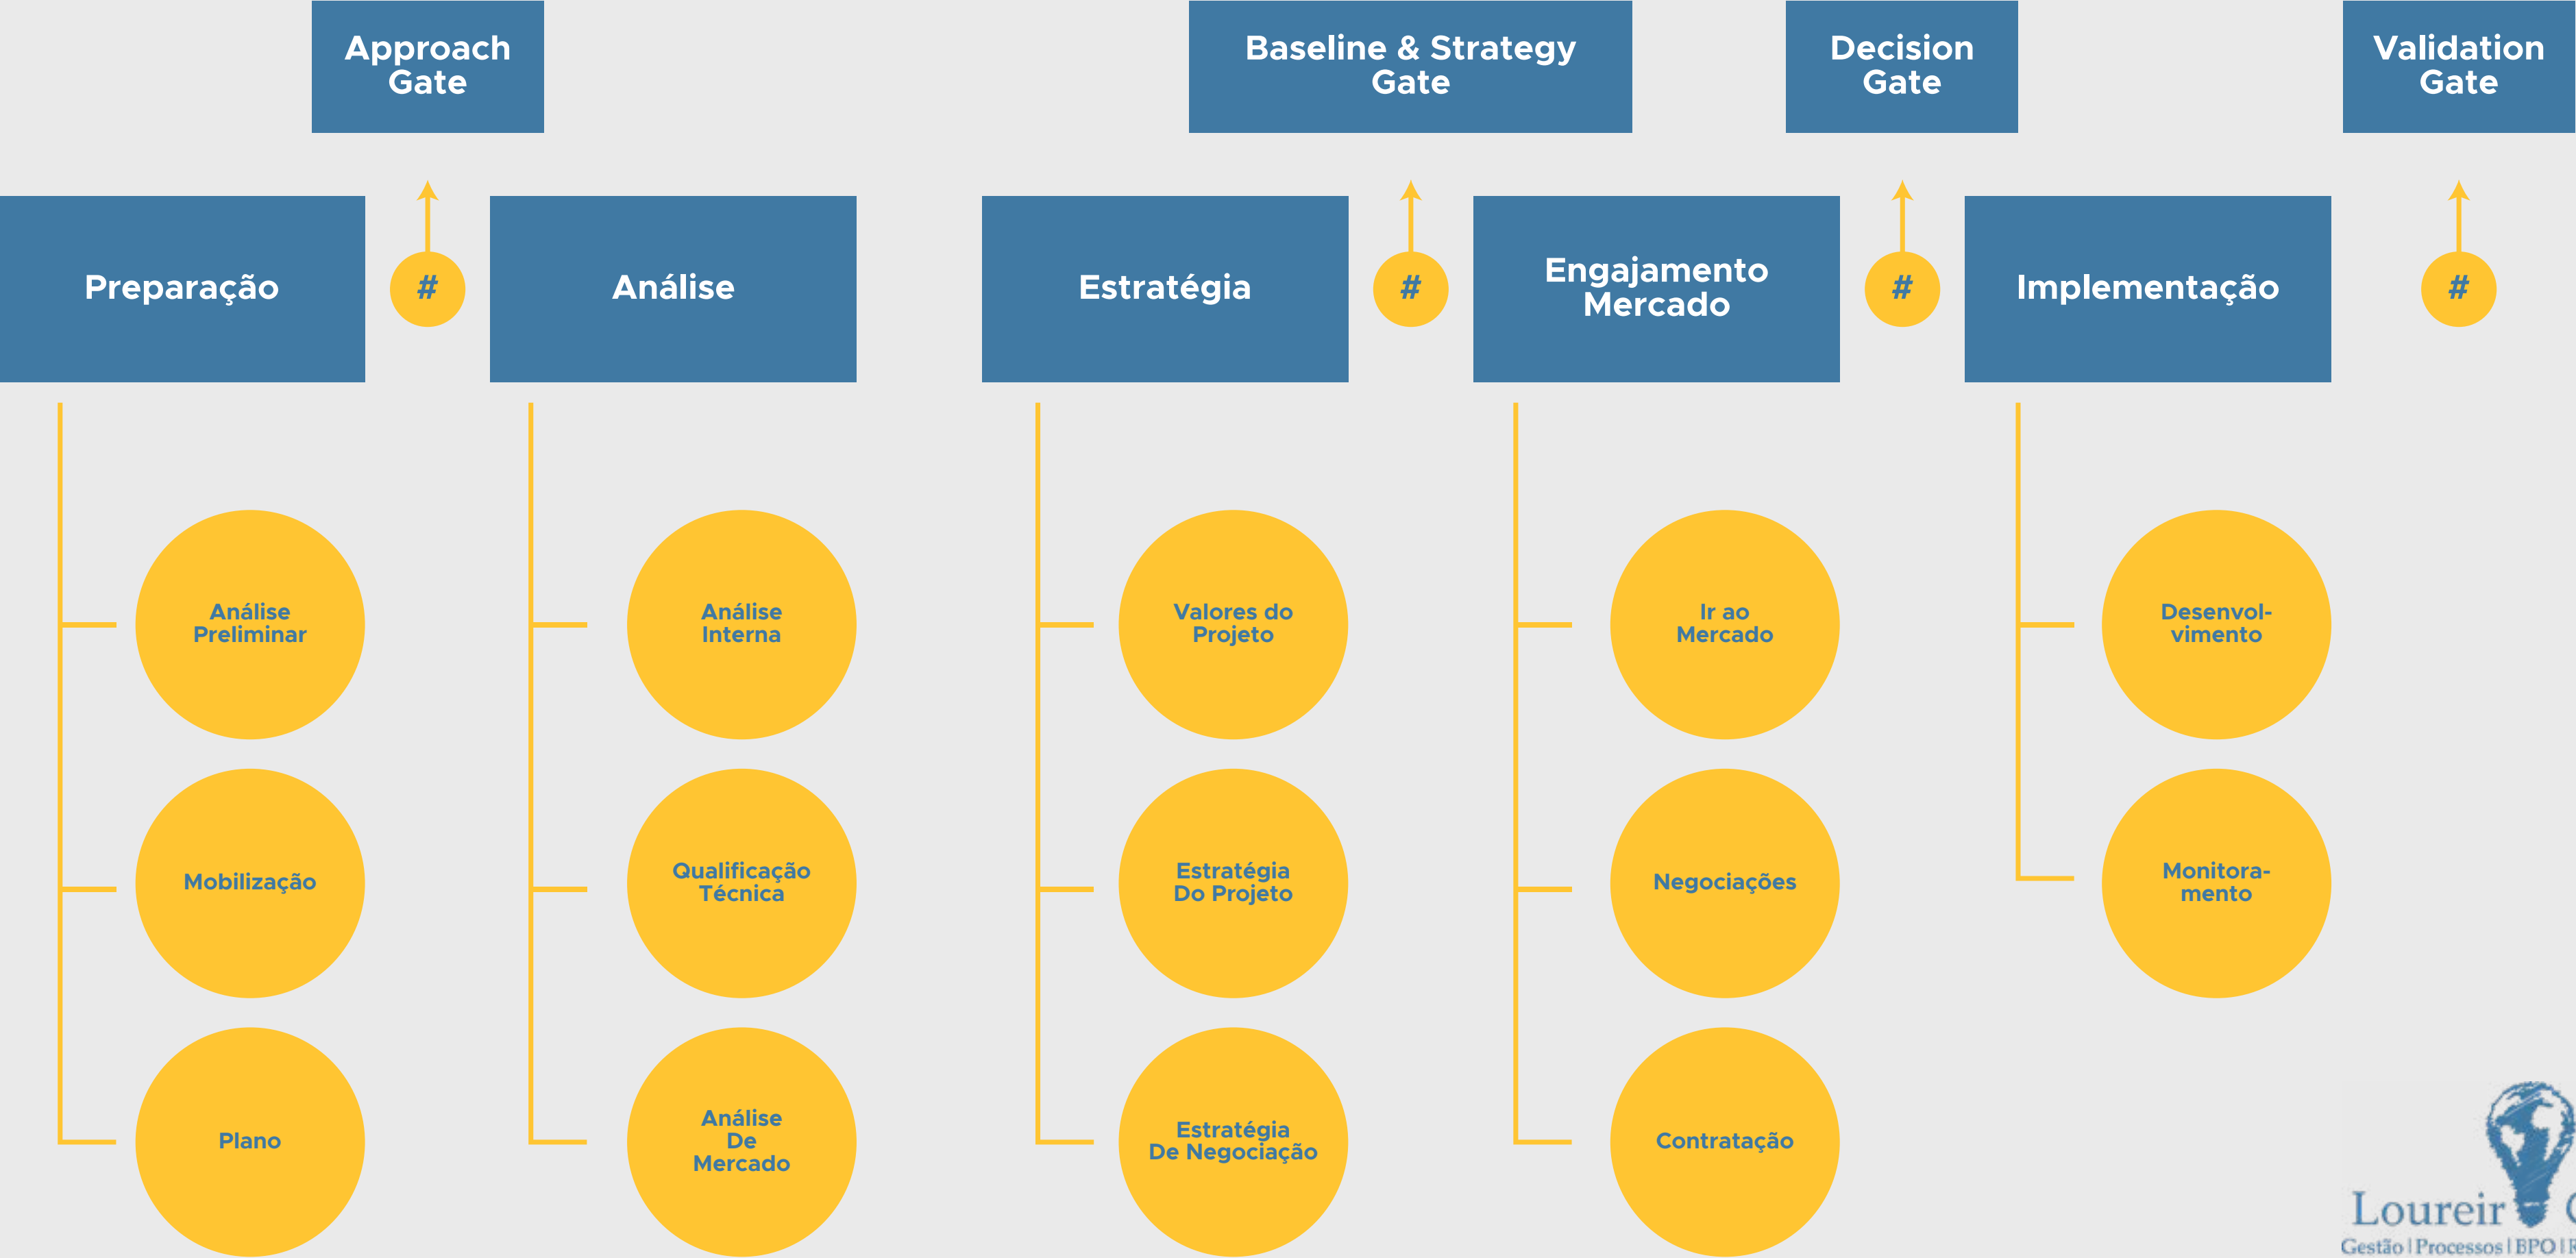 Approach
Gate
Baseline & Strategy
Gate
Decision
Gate
Validation
Gate
Preparação
#
Análise
Estratégia
#
Engajamento
Mercado
#
Implementação
#
Análise
Preliminar
Mobilização
Plano
Análise
Interna
Qualificação
Técnica
Análise
De
Mercado
Valores do
Projeto
Estratégia
Do Projeto
Estratégia
De Negociação
Ir ao
Mercado
Negociações
Contratação
Desenvol-
vimento
Monitora-
mento
Loureir
Gestão | Processos | BPO |